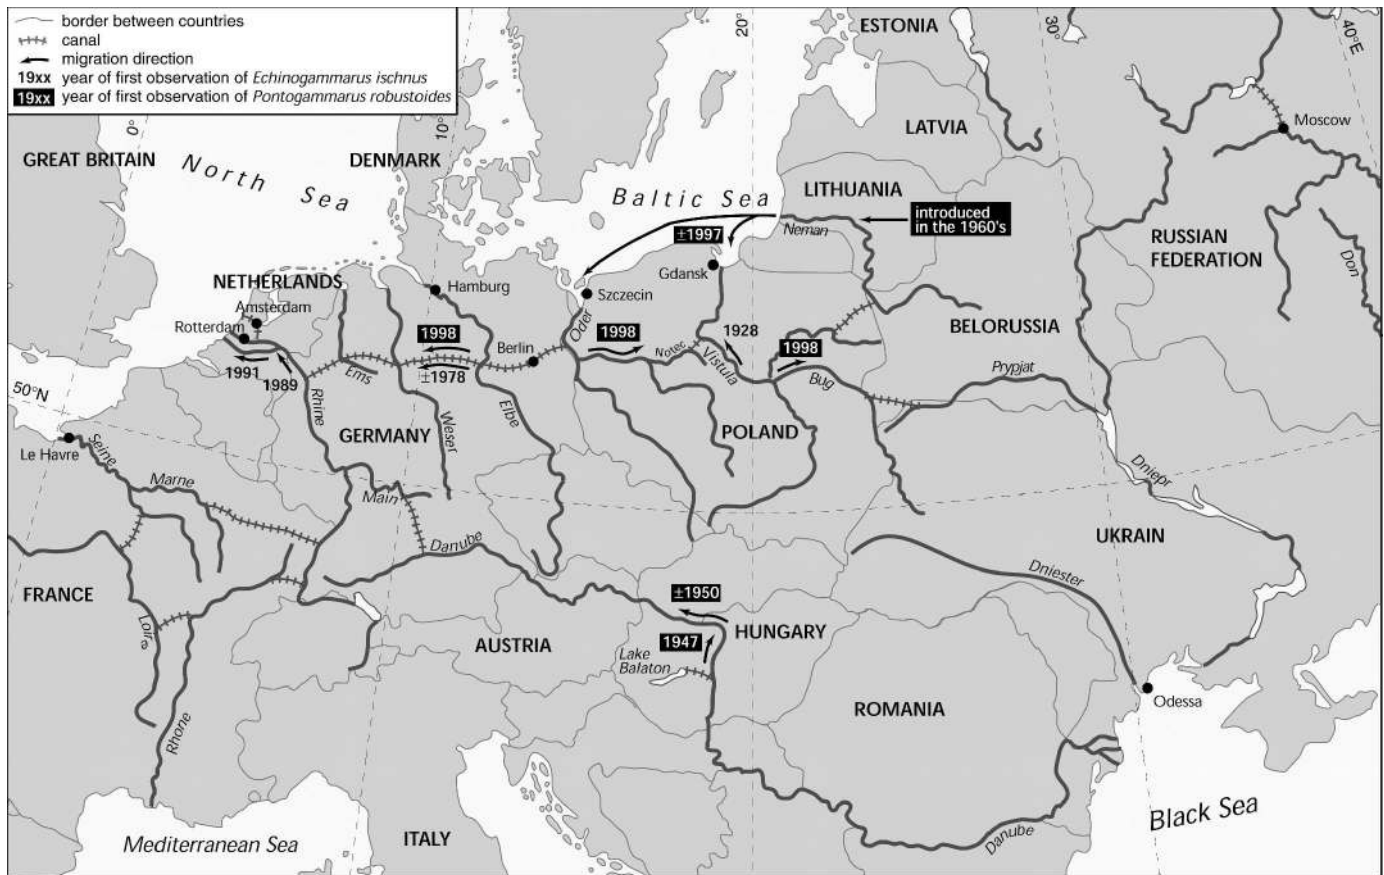 border between countries
canal
migration direction
19xx year of first observation of Echinogammarus ischnus
19xx year of first observation of Pontogammarus robustoides
0°
10°
20°
30°
40°E
50°N
ESTONIA
LATVIA
Moscow
GREAT BRITAIN
North Sea
DENMARK
Baltic Sea
LITHUANIA
introduced
in the 1960's
Neman
±1997
RUSSIAN
FEDERATION
Don
Gdansk
NETHERLANDS
Hamburg
Szczecin
Amsterdam
Rotterdam
Oder
BELORUSSIA
1998
1998
1928
1998
Berlin
Notec
Vistula
Bug
Prypjat
1991
1989
±1978
Ems
Rhine
Elbe
Weser
GERMANY
POLAND
Seine
Le Havre
Marne
Main
Dniepr
Danube
UKRAIN
Dniester
FRANCE
±1950
Loire
AUSTRIA
1947
HUNGARY
Lake
Balaton
Odessa
ROMANIA
Rhone
Black Sea
Danube
Mediterranean Sea
ITALY